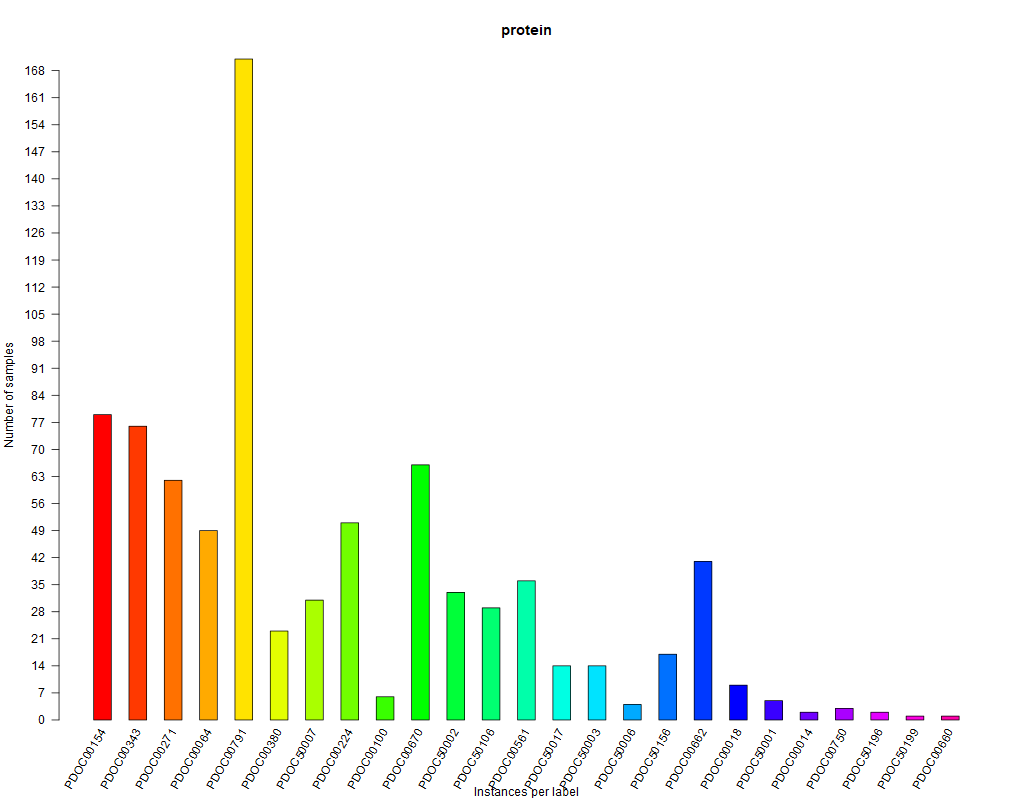 protein
Number of samples
168
161
154
147
140
133
126
119
112
105
98
91
84
77
70
63
56
49
42
35
28
21
14
7
0
PDOC00154
PDOC00343
PDOC00271
PDOC00064
PDOC00791
PDOC00380
PDOC50007
PDOC00224
PDOC00100
PDOC00670
PDOC50002
PDOC50106
PDOC00561
PDOC50017
PDOC50003
PDOC50006
PDOC50156
PDOC00662
PDOC00018
PDOC50001
PDOC00014
PDOC00750
PDOC50196
PDOC50199
PDOC00660
Instances per label